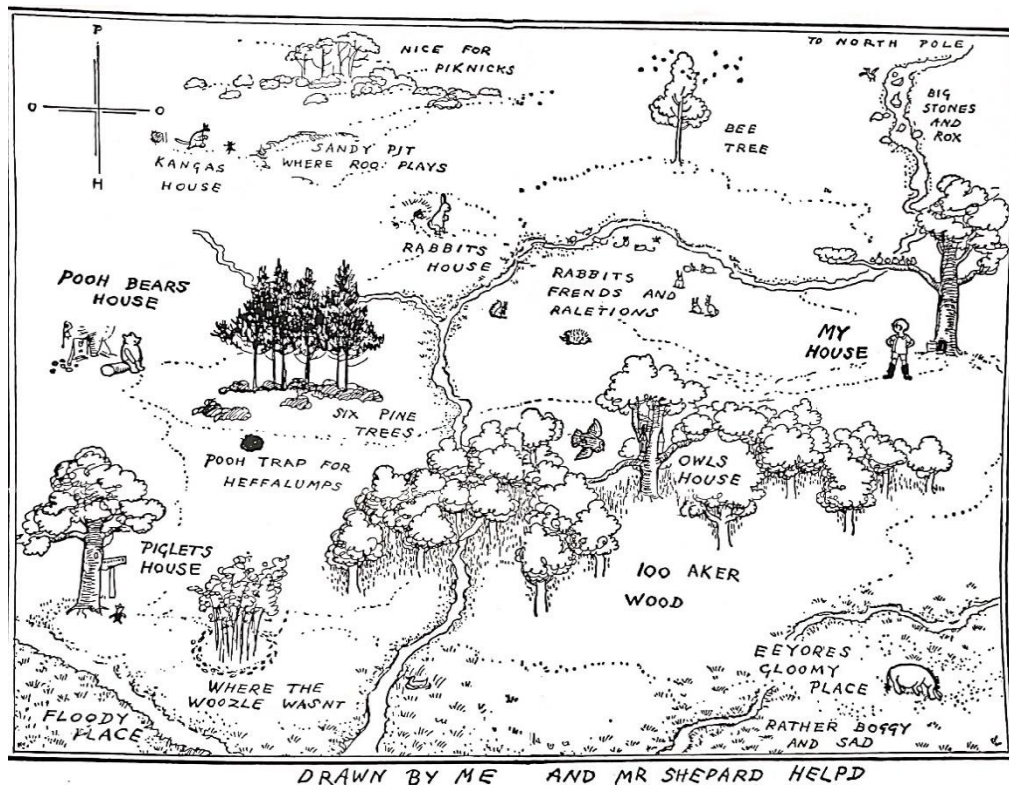 P
O
O
H
NICE FOR
PIKNICKS
TO NORTH POLE
BIG
STONES
AND
ROX
BEE
TREE
KANGAS
HOUSE
SANDY PIT
WHERE ROO PLAYS
RABBITS
HOUSE
RABBITS
FRENDS AND
RALETIONS
POOH BEARS
HOUSE
MY
HOUSE
SIX PINE
TREES
POOH TRAP FOR
HEFFALUMPS
OWLS
HOUSE
PIGLETS
HOUSE
100 AKER
WOOD
WHERE THE
WOOZLE WASNT
FLOODY
PLACE
EEYORES
GLOOMY
PLACE
RATHER BOGGY
AND SAD
DRAWN BY ME AND MR SHEPARD HELPD